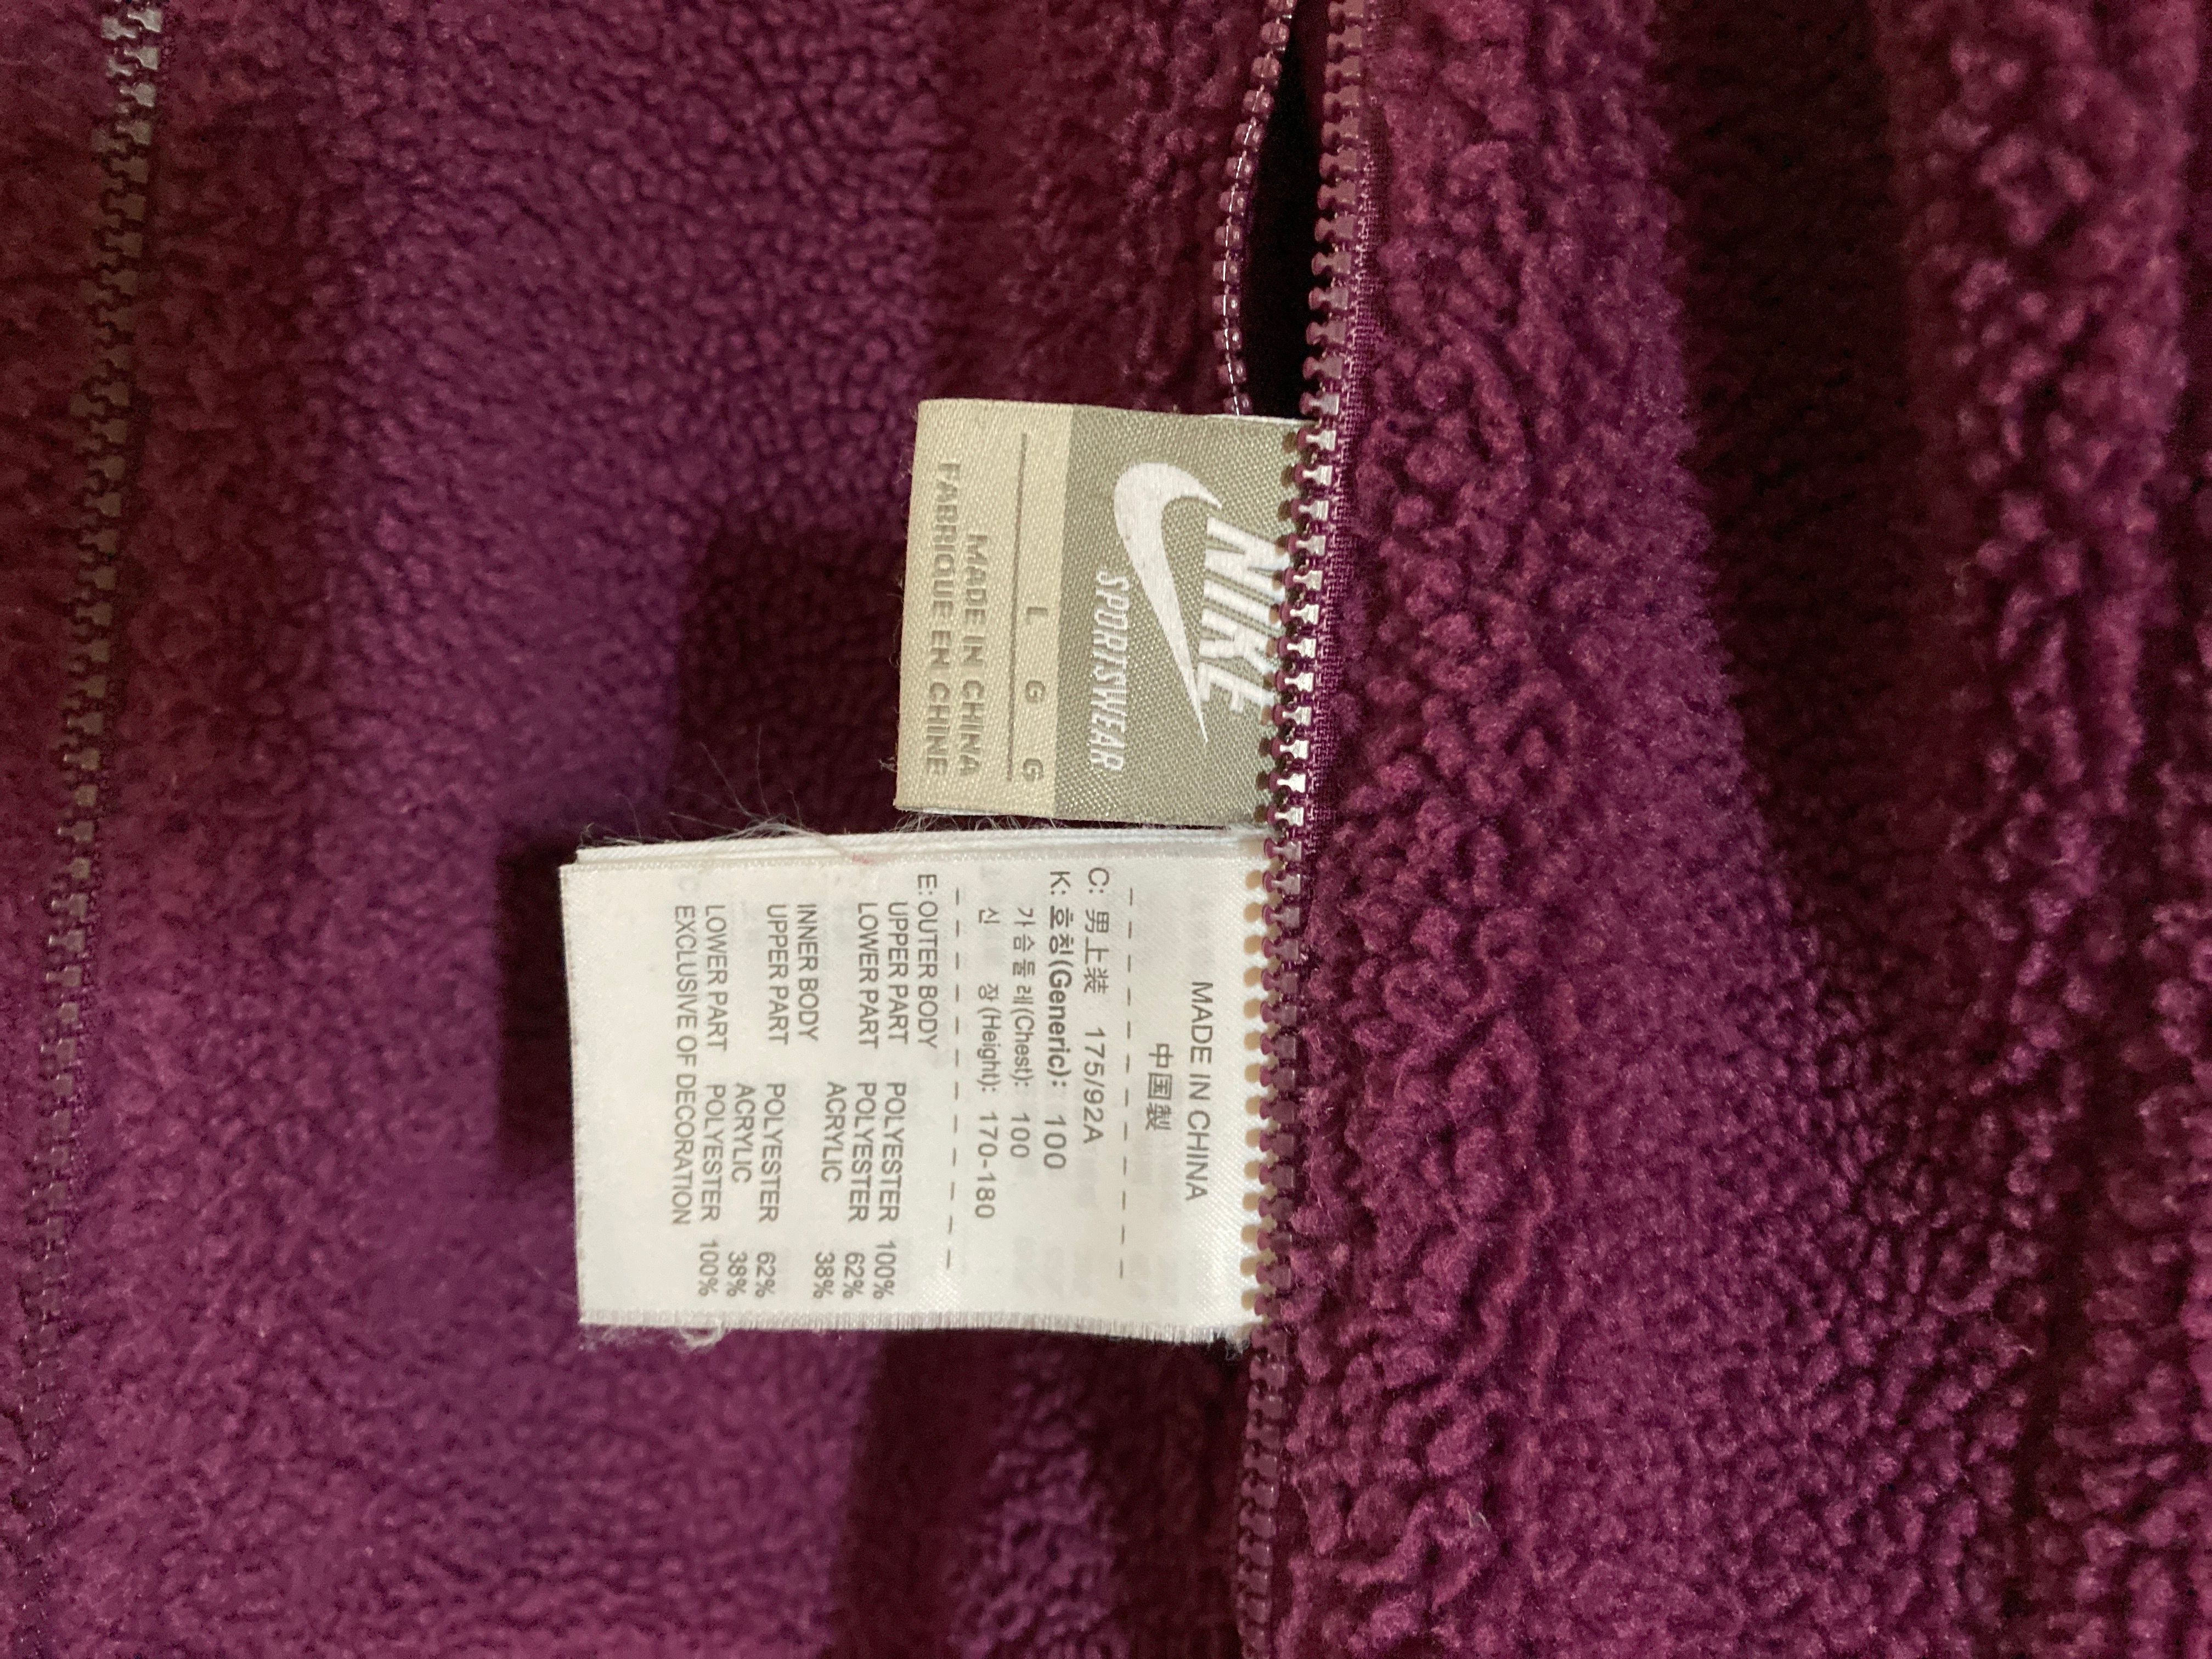 NIKE
SPORTSWEAR
L G G
MADE IN CHINA
FABRIQUE EN CHINE
MADE IN CHINA
中国製
C: 男上装 175/92A
K: 호칭(Generic): 100
가슴둘레(Chest): 100
신 장(Height): 170-180
E: OUTER BODY
UPPER PART POLYESTER 100%
LOWER PART POLYESTER 62%
ACRYLIC 38%
INNER BODY
UPPER PART POLYESTER 62%
ACRYLIC 38%
LOWER PART POLYESTER 100%
EXCLUSIVE OF DECORATION